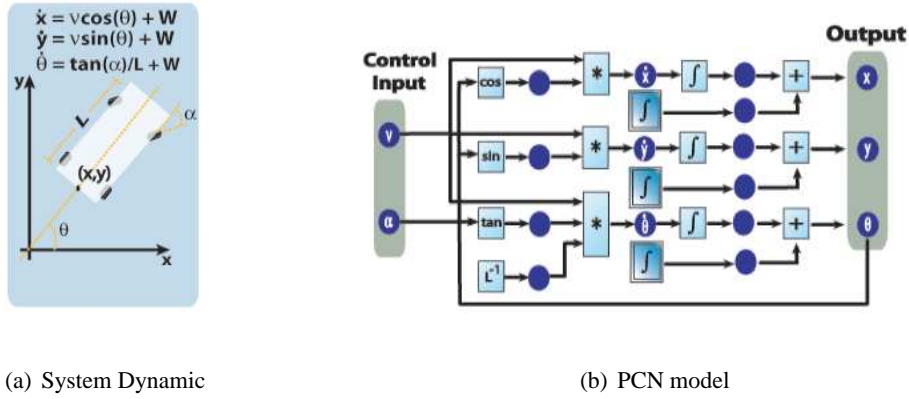 ẋ = vcos(θ) + W
ẏ = vsin(θ) + W
θ̇ = tan(α)/L + W
y
L
α
(x,y)
θ
x
Control
Input
Output
v
α
cos
sin
tan
L⁻¹
*
*
*
ẋ
ẏ
θ̇
∫
∫
∫
∫
∫
∫
+
+
+
x
y
θ
(a) System Dynamic
(b) PCN model